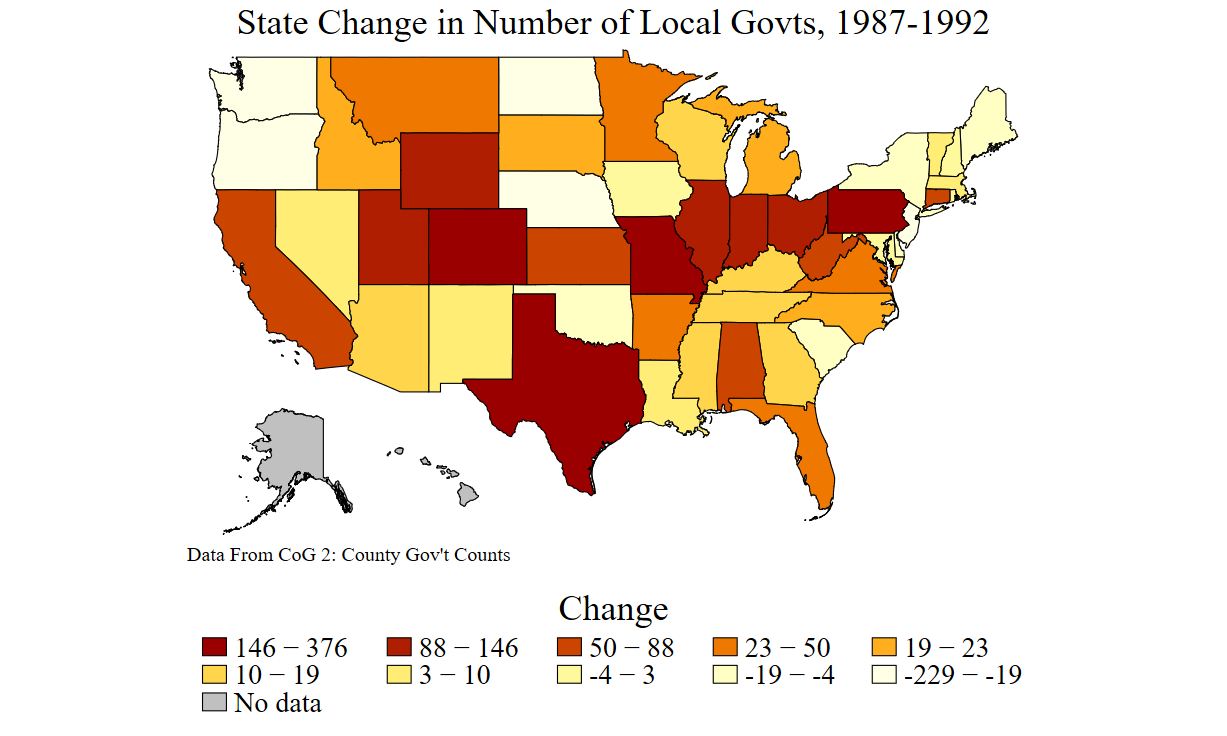 State Change in Number of Local Govts, 1987-1992
Data From CoG 2: County Gov't Counts
Change
146 − 376 88 − 146 50 − 88 23 − 50 19 − 23
10 − 19 3 − 10 -4 − 3 -19 − -4 -229 − -19
No data